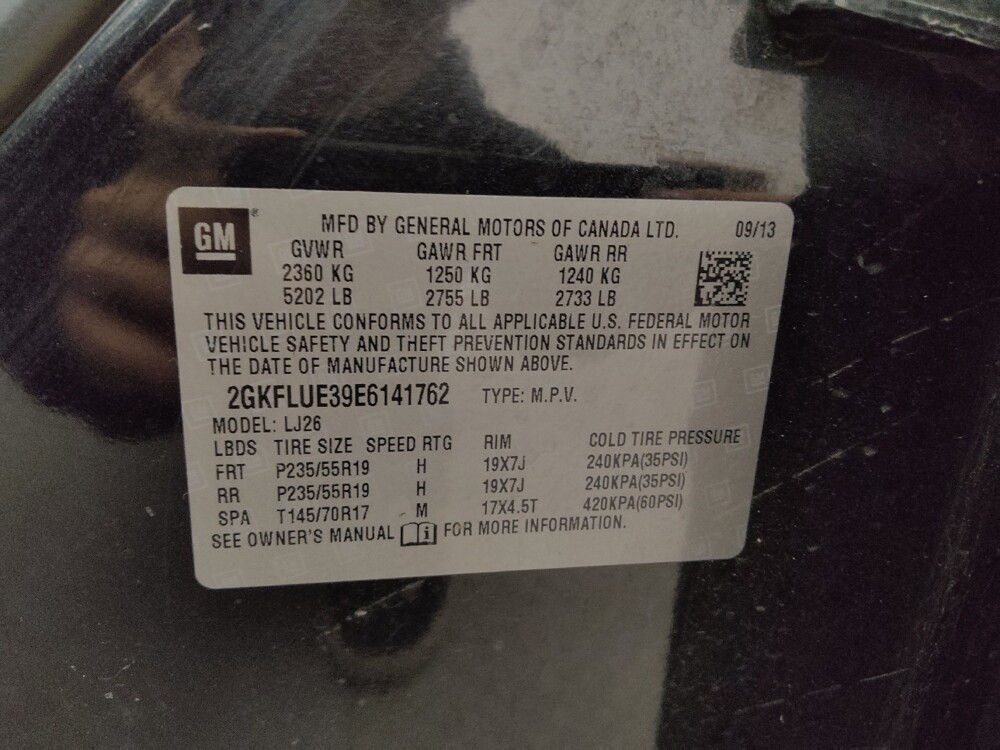 GM ® MFD BY GENERAL MOTORS OF CANADA LTD. 09/13
GVWR GAWR FRT GAWR RR
2360 KG 1250 KG 1240 KG
5202 LB 2755 LB 2733 LB
THIS VEHICLE CONFORMS TO ALL APPLICABLE U.S. FEDERAL MOTOR
VEHICLE SAFETY AND THEFT PREVENTION STANDARDS IN EFFECT ON
THE DATE OF MANUFACTURE SHOWN ABOVE.
2GKFLUE39E6141762 TYPE: M.P.V.
MODEL: LJ26
LBDS TIRE SIZE SPEED RTG RIM COLD TIRE PRESSURE
FRT P235/55R19 H 19X7J 240KPA(35PSI)
RR P235/55R19 H 19X7J 240KPA(35PSI)
SPA T145/70R17 M 17X4.5T 420KPA(60PSI)
SEE OWNER'S MANUAL i FOR MORE INFORMATION.